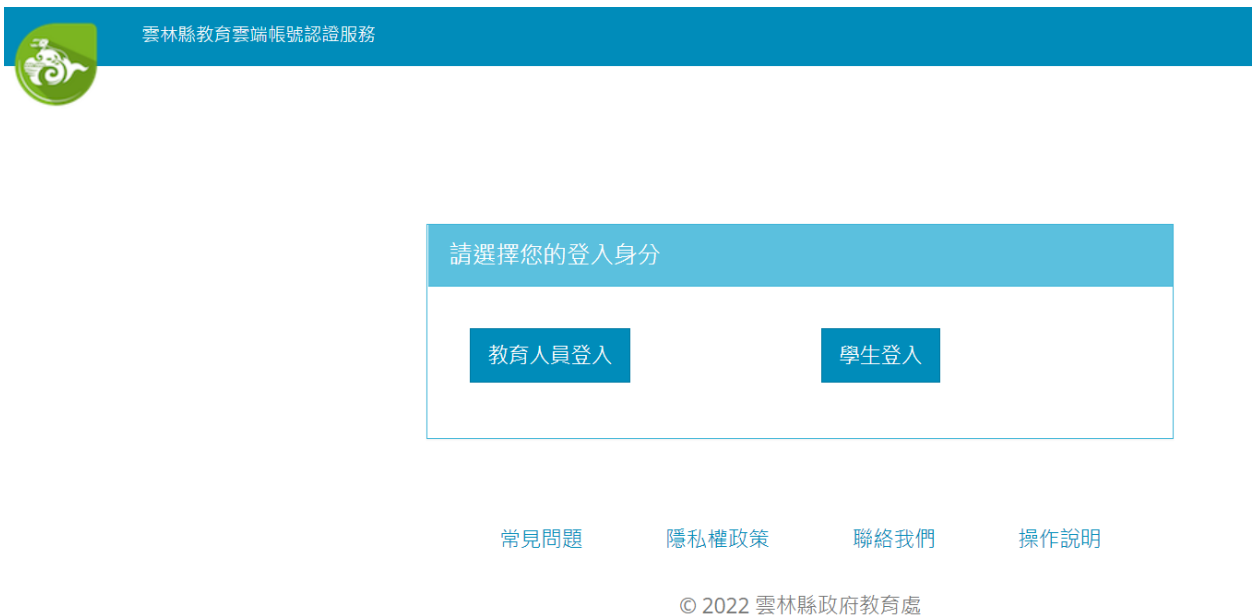 雲林縣教育雲端帳號認證服務
請選擇您的登入身分
教育人員登入 學生登入
常見問題 隱私權政策 聯絡我們 操作説明
© 2022 雲林縣政府教育處